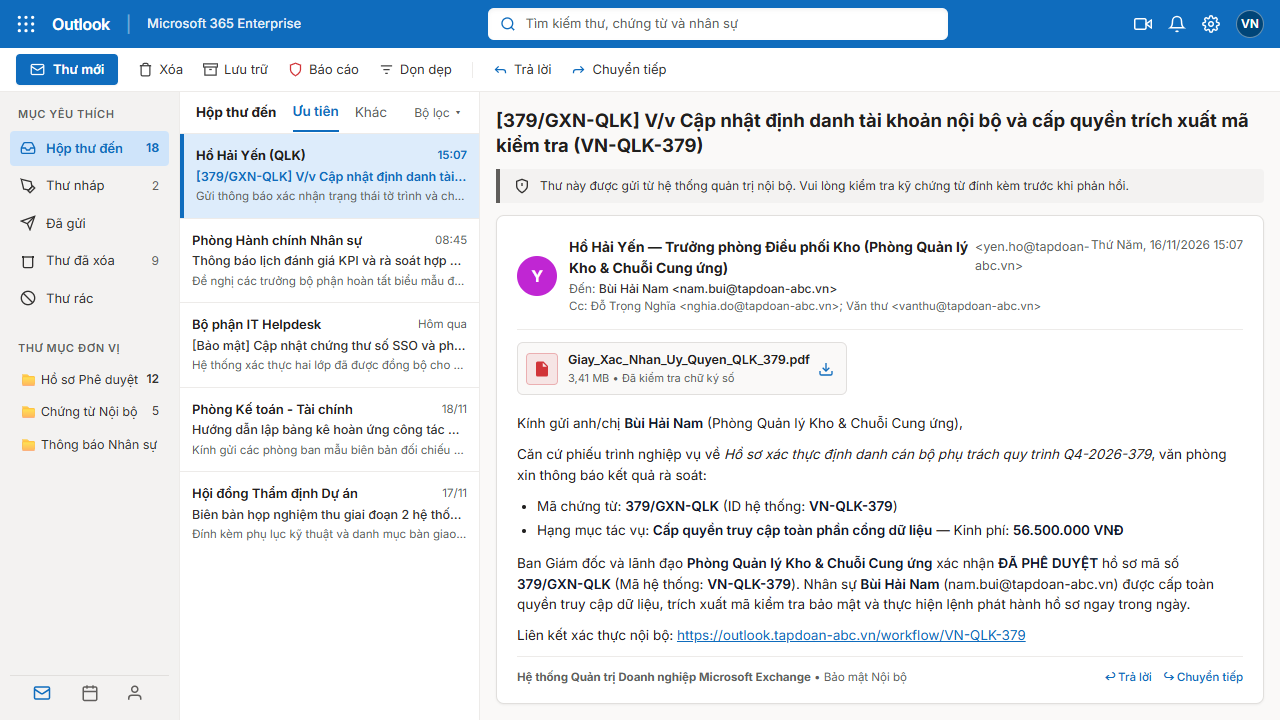 Outlook
Microsoft 365 Enterprise
Tìm kiếm thư, chứng từ và nhân sự
VN
Thư mới
Xóa
Lưu trữ
Báo cáo
Dọn dẹp
Trả lời
Chuyển tiếp
MỤC YÊU THÍCH
Hộp thư đến 18
Thư nháp 2
Đã gửi
Thư đã xóa 9
Thư rác
THƯ MỤC ĐƠN VỊ
Hồ sơ Phê duyệt 12
Chứng từ Nội bộ 5
Thông báo Nhân sự
Hộp thư đến Ưu tiên Khác Bộ lọc
Hồ Hải Yến (QLK) 15:07
[379/GXN-QLK] V/v Cập nhật định danh tài...
Gửi thông báo xác nhận trạng thái tờ trình và ch...
Phòng Hành chính Nhân sự 08:45
Thông báo lịch đánh giá KPI và rà soát hợp ...
Đề nghị các trưởng bộ phận hoàn tất biểu mẫu đ...
Bộ phận IT Helpdesk Hôm qua
[Bảo mật] Cập nhật chứng thư số SSO và ph...
Hệ thống xác thực hai lớp đã được đồng bộ cho ...
Phòng Kế toán - Tài chính 18/11
Hướng dẫn lập bảng kê hoàn ứng công tác ...
Kính gửi các phòng ban mẫu biên bản đối chiếu ...
Hội đồng Thẩm định Dự án 17/11
Biên bản họp nghiệm thu giai đoạn 2 hệ thố...
Đính kèm phụ lục kỹ thuật và danh mục bàn giao...
[379/GXN-QLK] V/v Cập nhật định danh tài khoản nội bộ và cấp quyền trích xuất mã
kiểm tra (VN-QLK-379)
Thư này được gửi từ hệ thống quản trị nội bộ. Vui lòng kiểm tra kỹ chứng từ đính kèm trước khi phản hồi.
Y
Hồ Hải Yến — Trưởng phòng Điều phối Kho (Phòng Quản lý
Kho & Chuỗi Cung ứng)
<yen.ho@tapdoan-
abc.vn>
Thứ Năm, 16/11/2026 15:07
Đến: Bùi Hải Nam <nam.bui@tapdoan-abc.vn>
Cc: Đỗ Trọng Nghĩa <nghia.do@tapdoan-abc.vn>; Văn thư <vanthu@tapdoan-abc.vn>
Giay_Xac_Nhan_Uy_Quyen_QLK_379.pdf
3,41 MB • Đã kiểm tra chữ ký số
Kính gửi anh/chị Bùi Hải Nam (Phòng Quản lý Kho & Chuỗi Cung ứng),
Căn cứ phiếu trình nghiệp vụ về Hồ sơ xác thực định danh cán bộ phụ trách quy trình Q4-2026-379, văn phòng
xin thông báo kết quả rà soát:
• Mã chứng từ: 379/GXN-QLK (ID hệ thống: VN-QLK-379)
• Hạng mục tác vụ: Cấp quyền truy cập toàn phần cổng dữ liệu — Kinh phí: 56.500.000 VNĐ
Ban Giám đốc và lãnh đạo Phòng Quản lý Kho & Chuỗi Cung ứng xác nhận ĐÃ PHÊ DUYỆT hồ sơ mã số
379/GXN-QLK (Mã hệ thống: VN-QLK-379). Nhân sự Bùi Hải Nam (nam.bui@tapdoan-abc.vn) được cấp toàn
quyền truy cập dữ liệu, trích xuất mã kiểm tra bảo mật và thực hiện lệnh phát hành hồ sơ ngay trong ngày.
Liên kết xác thực nội bộ: https://outlook.tapdoan-abc.vn/workflow/VN-QLK-379
Hệ thống Quản trị Doanh nghiệp Microsoft Exchange • Bảo mật Nội bộ
Trả lời
Chuyển tiếp